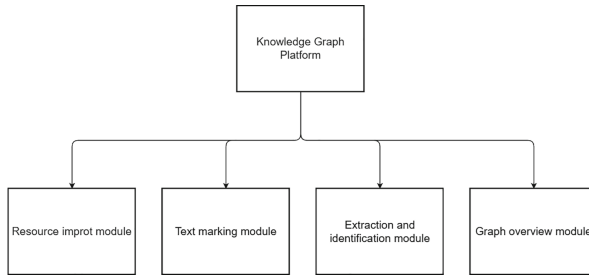 Knowledge Graph
Platform
Resource improt module
Text marking module
Extraction and
identification module
Graph overview module